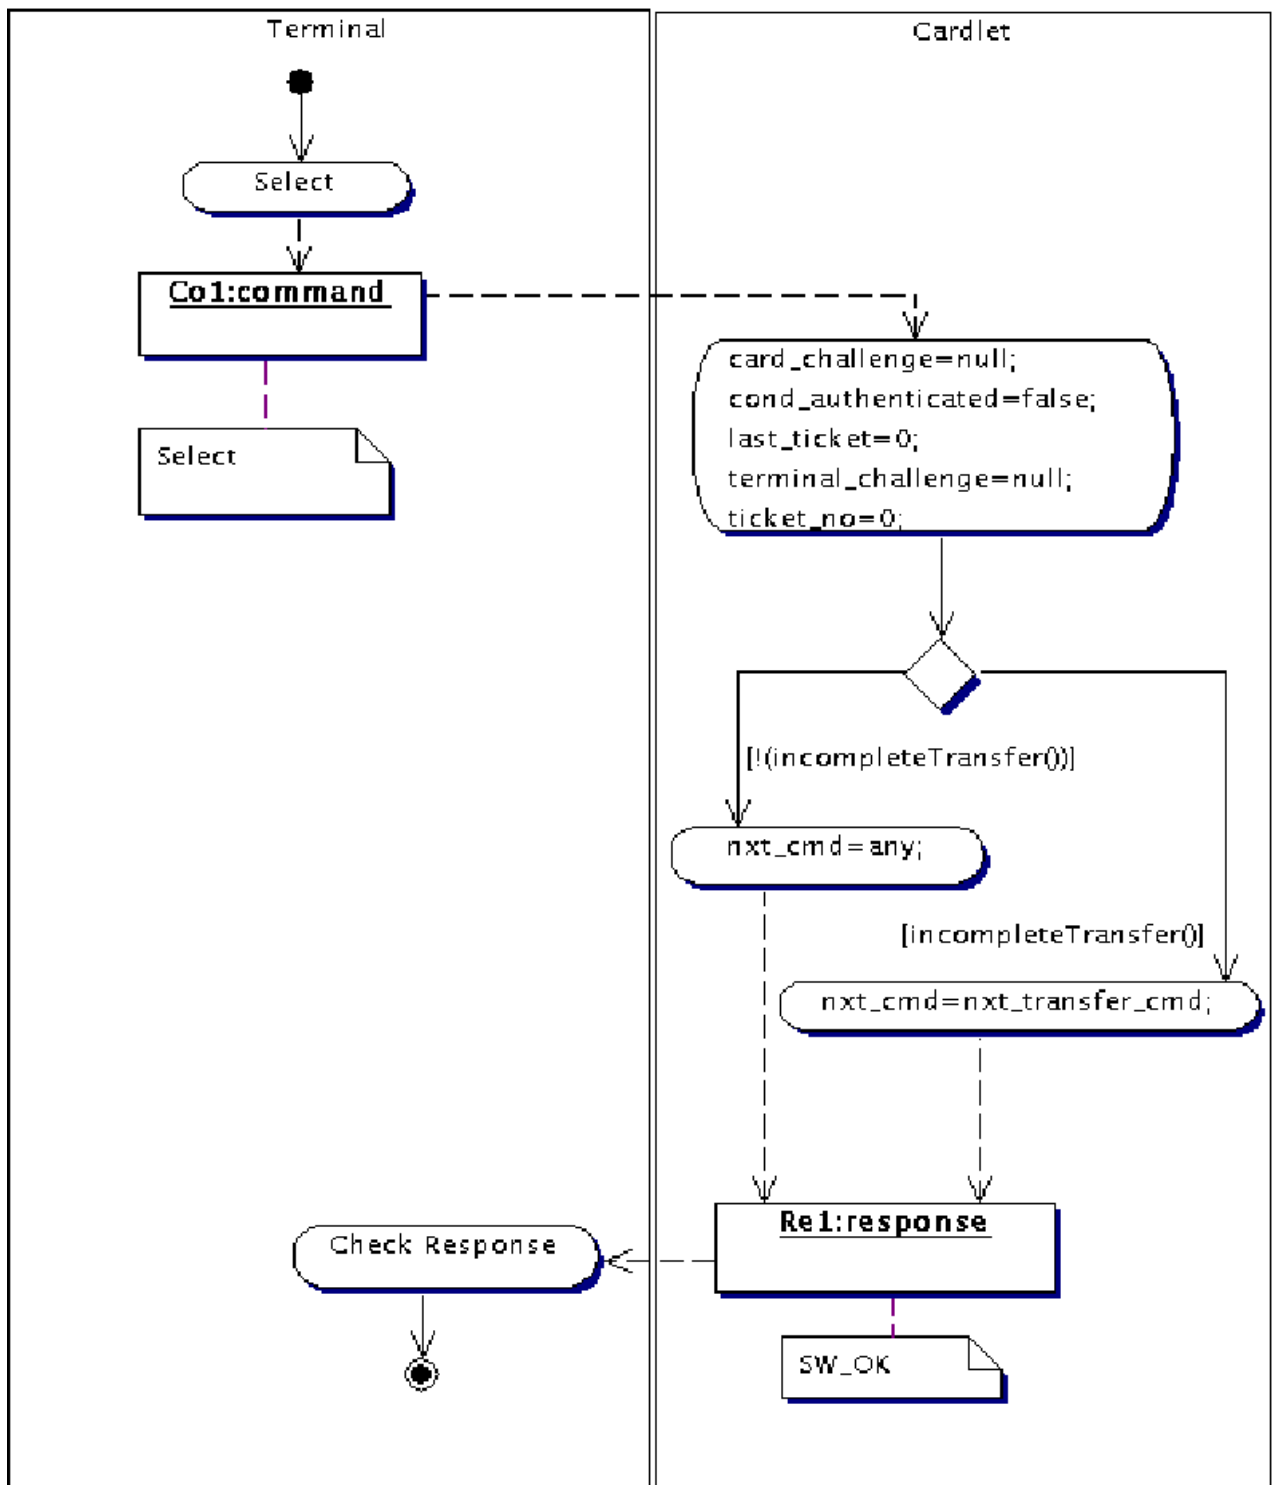 Terminal
Cardlet
Select
Co1:command
Select
card_challenge=null;
cond_authenticated=false;
last_ticket=0;
terminal_challenge=null;
ticket_no=0;
[!(incompleteTransfer())]
nxt_cmd=any;
[incompleteTransfer()]
nxt_cmd=nxt_transfer_cmd;
Re1:response
Check Response
SW_OK